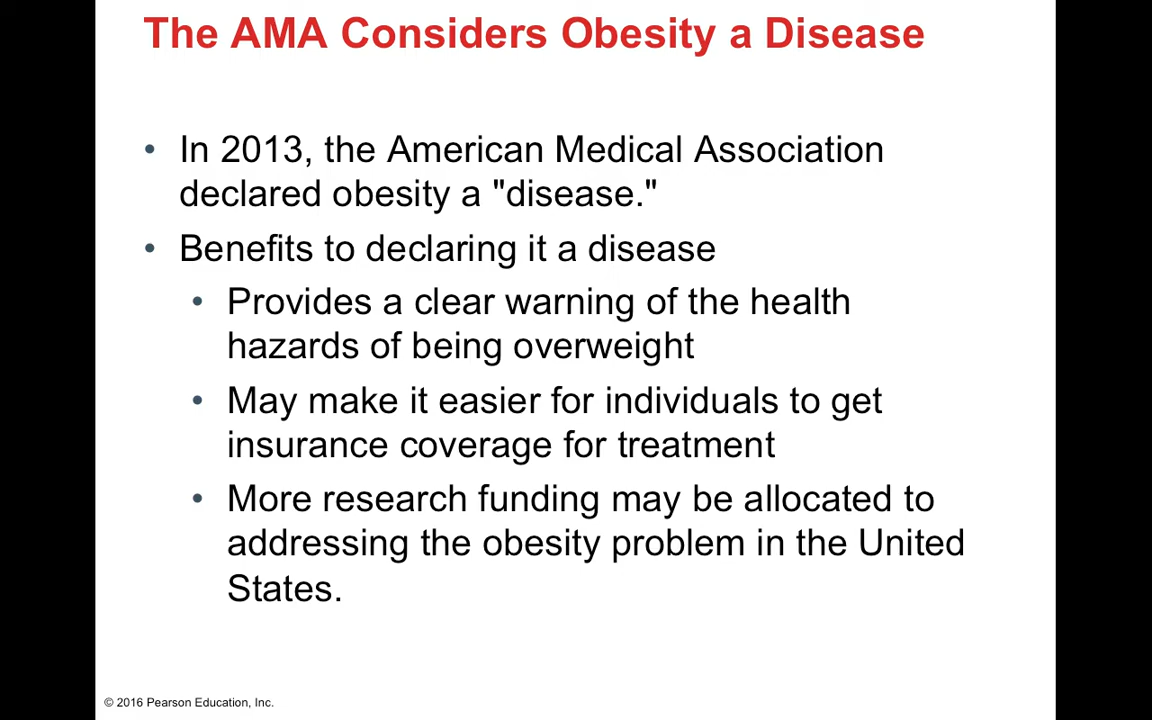 The AMA Considers Obesity a Disease
• In 2013, the American Medical Association
declared obesity a "disease."
• Benefits to declaring it a disease
• Provides a clear warning of the health
hazards of being overweight
• May make it easier for individuals to get
insurance coverage for treatment
• More research funding may be allocated to
addressing the obesity problem in the United
States.
© 2016 Pearson Education, Inc.